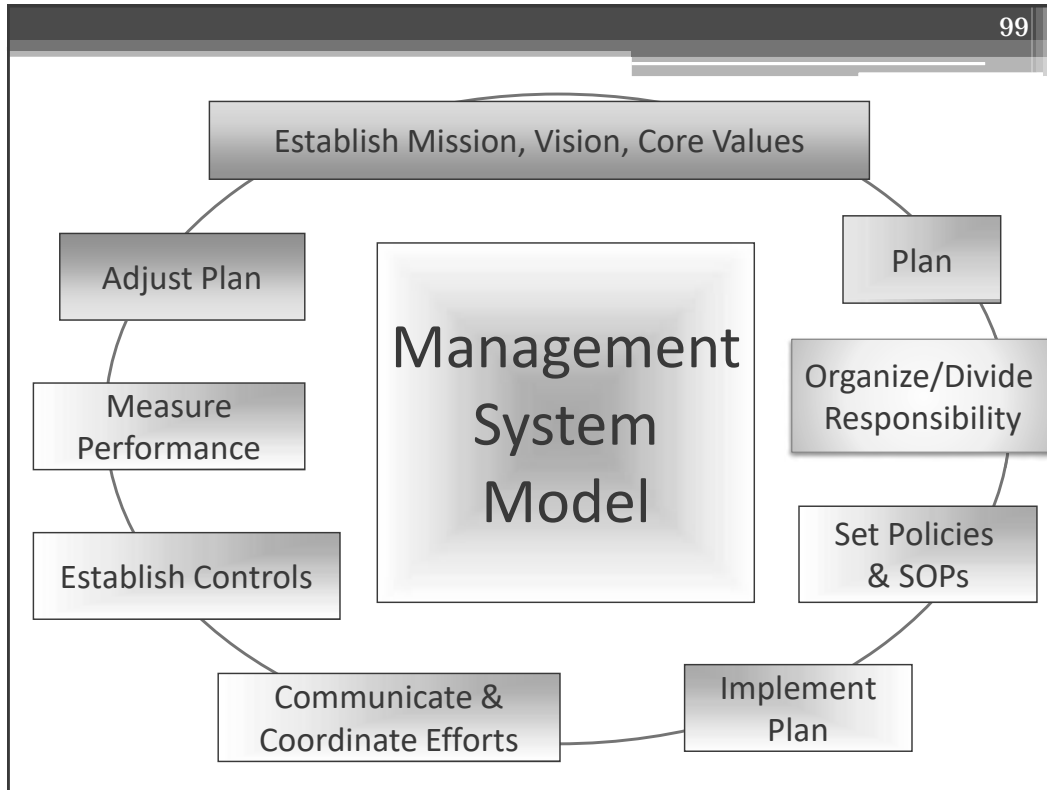 99
Establish Mission, Vision, Core Values
Plan
Organize/Divide
Responsibility
Set Policies
& SOPs
Implement
Plan
Communicate &
Coordinate Efforts
Establish Controls
Measure
Performance
Adjust Plan
Management
System
Model